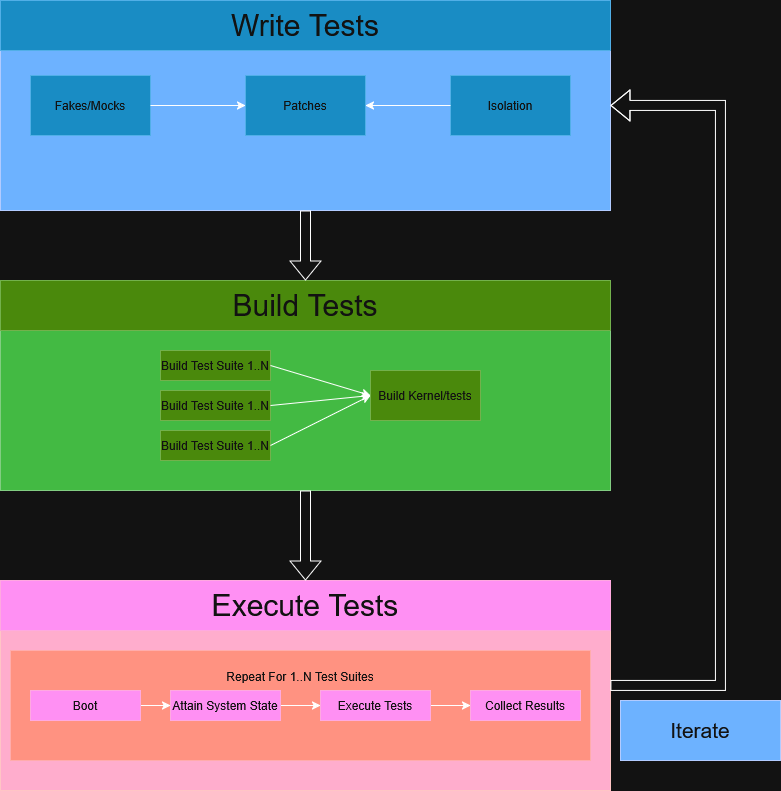 Write Tests
Fakes/Mocks
Patches
Isolation
Build Tests
Build Test Suite 1..N
Build Test Suite 1..N
Build Test Suite 1..N
Build Kernel/tests
Execute Tests
Repeat For 1..N Test Suites
Boot
Attain System State
Execute Tests
Collect Results
Iterate